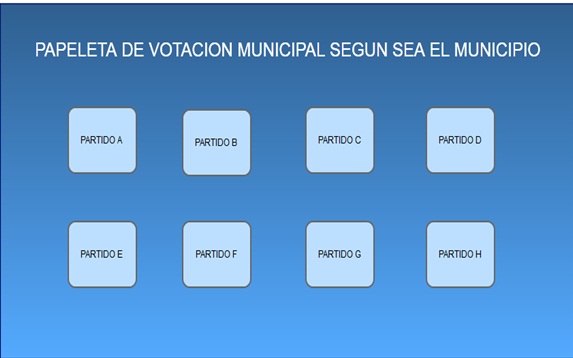 PAPELETA DE VOTACION MUNICIPAL SEGUN SEA EL MUNICIPIO
PARTIDO A
PARTIDO B
PARTIDO C
PARTIDO D
PARTIDO E
PARTIDO F
PARTIDO G
PARTIDO H